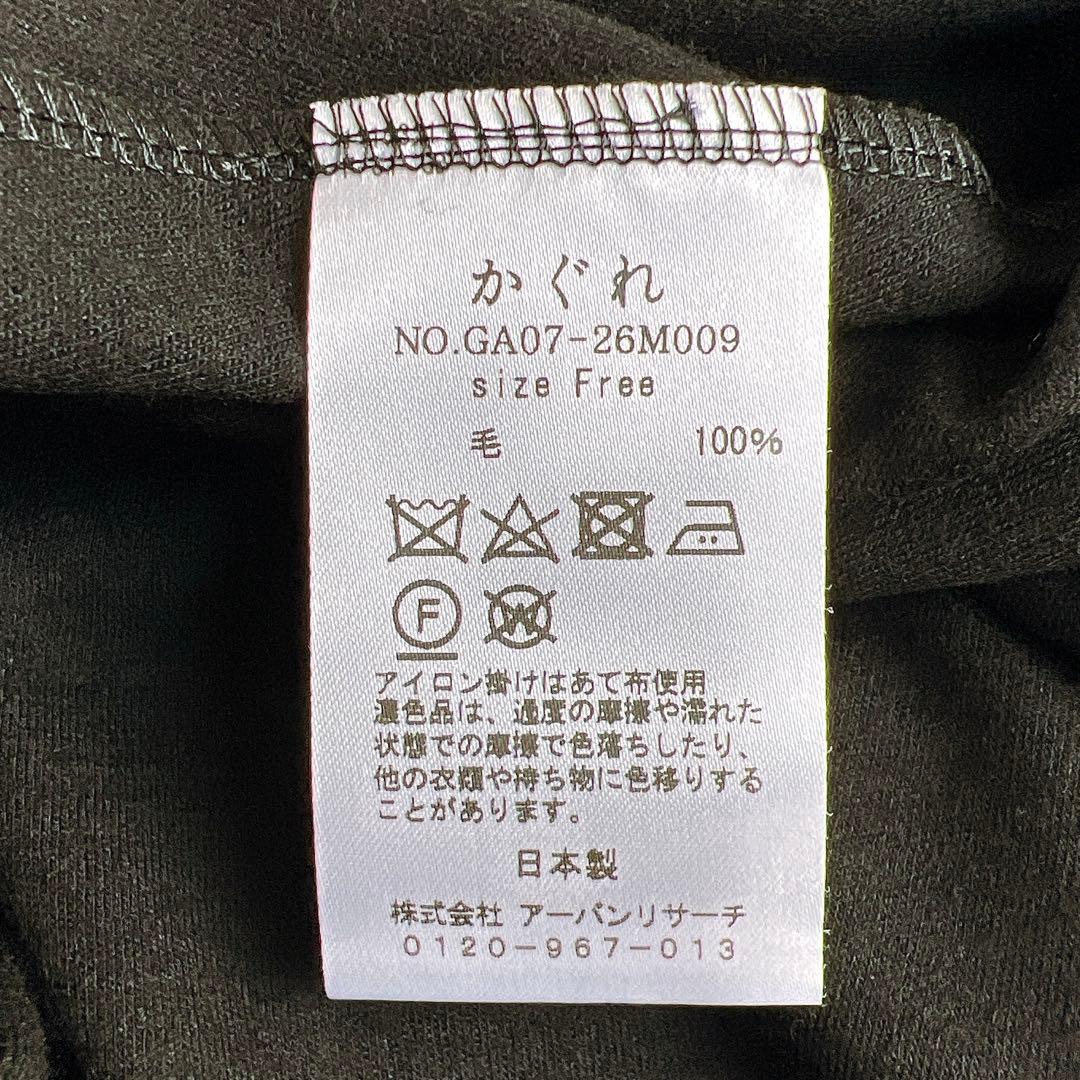 かぐれ
NO.GA07-26M009
size Free
毛 100%
F
W
アイロン掛けはあて布使用
濃色品は、過度の摩擦や濡れた
状態での摩擦で色落ちしたり、
他の衣類や持ち物に色移りする
ことがあります。
日本製
株式会社 アーバンリサーチ
0120-967-013